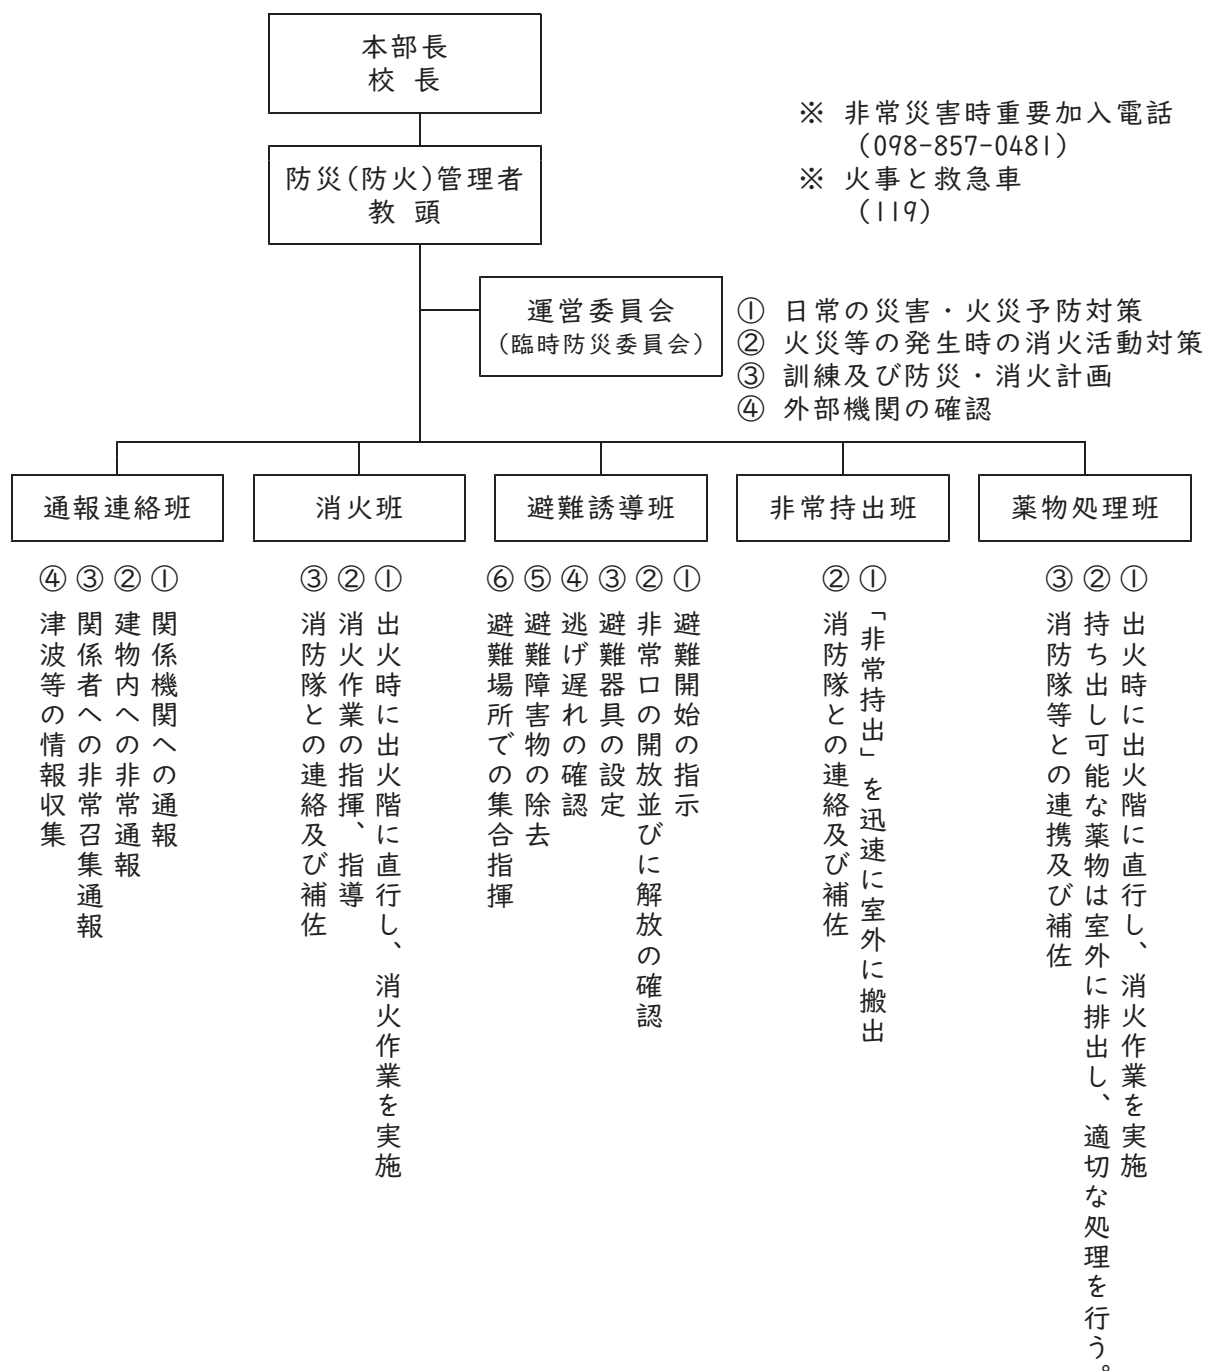 本部長
校 長
※ 非常災害時重要加入電話
(098-857-0481)
※ 火事と救急車
(119)
防災(防火)管理者
教 頭
運営委員会
(臨時防災委員会)
① 日常の災害・火災予防対策
② 火災等の発生時の消火活動対策
③ 訓練及び防災・消火計画
④ 外部機関の確認
通報連絡班
① 関係機関への通報
② 建物内への非常通報
③ 関係者への非常召集通報
④ 津波等の情報収集
消火班
① 出火時に出火階に直行し、消火作業を実施
② 消火作業の指揮、指導
③ 消防隊との連絡及び補佐
避難誘導班
① 避難開始の指示
② 非常口の開放並びに解放の確認
③ 避難器具の設定
④ 逃げ遅れの確認
⑤ 避難障害物の除去
⑥ 避難場所での集合指揮
非常持出班
① 「非常持出」を迅速に室外に搬出
② 消防隊との連絡及び補佐
薬物処理班
① 出火時に出火階に直行し、消火作業を実施
② 持ち出し可能な薬物は室外に排出し、適切な処理を行う。
③ 消防隊等との連携及び補佐